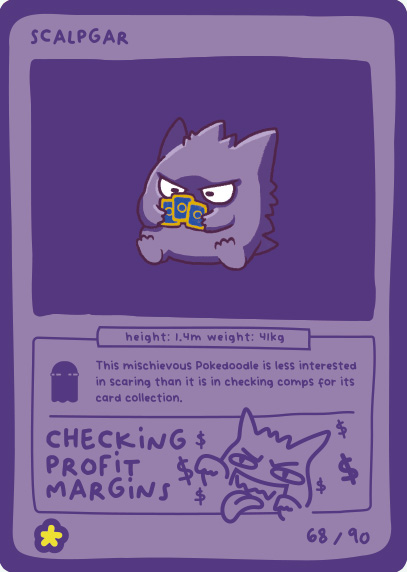 SCALPGAR
height: 1.4m weight: 41kg
This mischievous Pokedoodle is less interested
in scaring than it is in checking comps for its
card collection.
CHECKING $
PROFIT $
MARGINS $
$
$
$
68 / 90